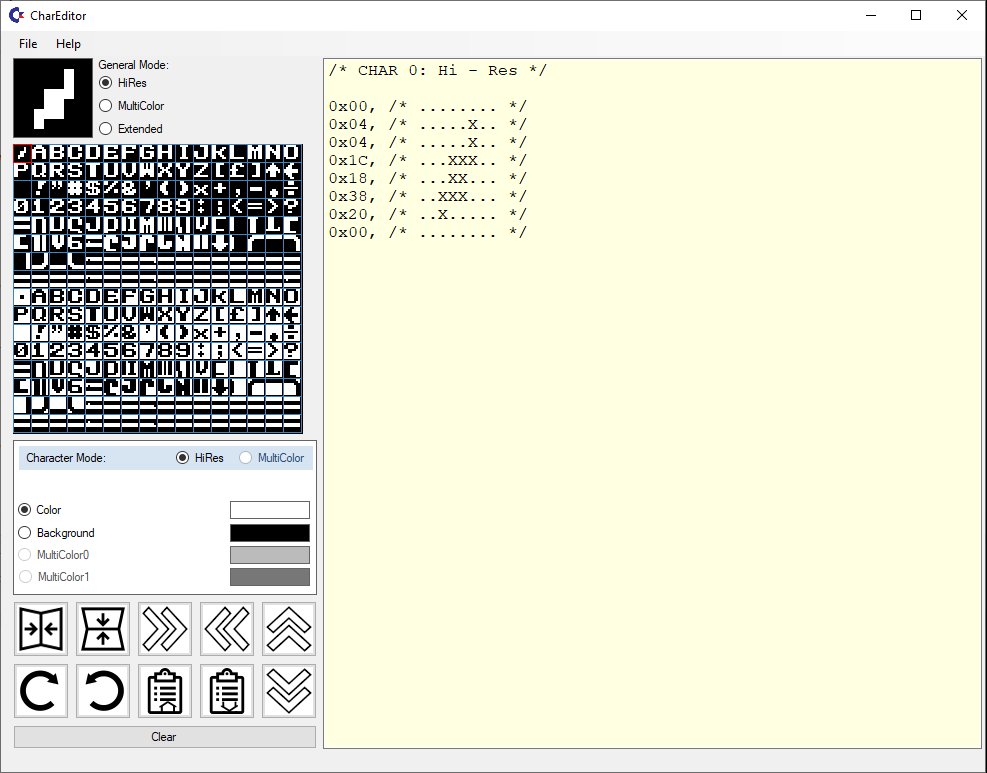 CharEditor
File Help
General Mode:
HiRes
MultiColor
Extended
ABCDEFGHIJKLMNO
PQRSTUVWXYZ[£]↑←
!"#$%&'()×+,-.÷
0123456789:;<=>?
ABCDEFGHIJKLMNO
PQRSTUVWXYZ[£]↑←
!"#$%&'()×+,-.÷
0123456789:;<=>?
Character Mode: HiRes MultiColor
Color
Background
MultiColor0
MultiColor1
Clear
/* CHAR 0: Hi - Res */
0x00, /* ........ */
0x04, /* .....X.. */
0x04, /* .....X.. */
0x1C, /* ...XXX.. */
0x18, /* ...XX... */
0x38, /* ..XXX... */
0x20, /* ..X..... */
0x00, /* ........ */